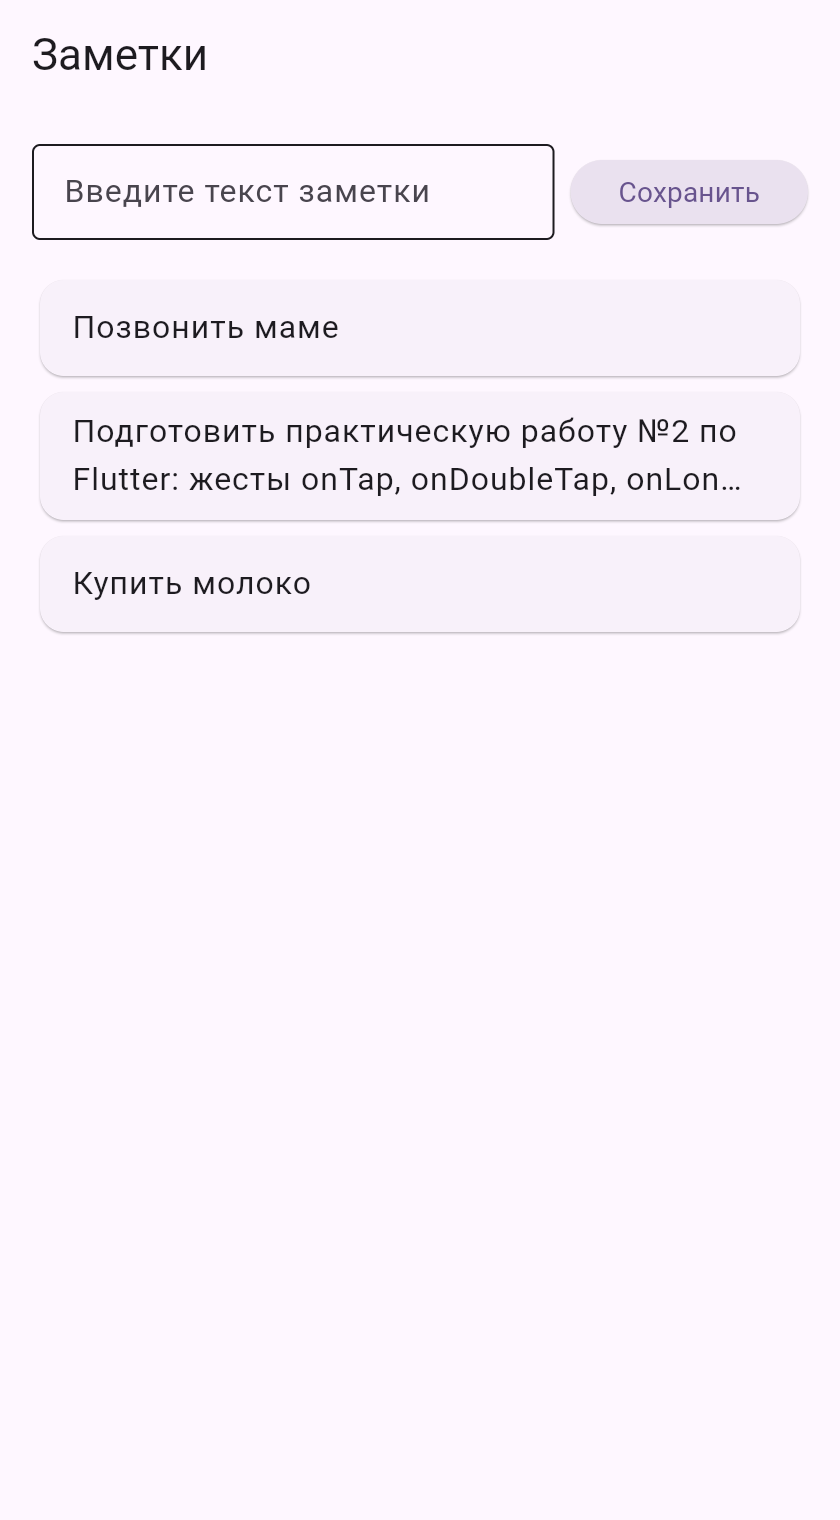 Заметки
Введите текст заметки
Сохранить
Позвонить маме
Подготовить практическую работу №2 по
Flutter: жесты onTap, onDoubleTap, onLon…
Купить молоко